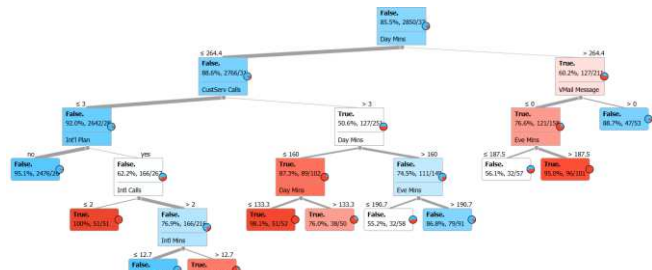 False.
85.5%, 2850/33
Day Mins
≤ 264.4
> 264.4
False.
88.6%, 2766/31
CustServ Calls
True.
60.2%, 127/211
VMail Message
≤ 3
> 3
≤ 0
> 0
False.
92.0%, 2642/28
Int'l Plan
True.
50.6%, 127/251
Day Mins
True.
76.6%, 121/158
Eve Mins
False.
88.7%, 47/53
no
yes
≤ 160
> 160
≤ 187.5
> 187.5
False.
95.1%, 2476/26
False.
62.2%, 166/267
Intl Calls
True.
87.3%, 89/102
Day Mins
False.
74.5%, 111/149
Eve Mins
False.
56.1%, 32/57
True.
95.0%, 96/101
≤ 2
> 2
≤ 133.3
> 133.3
≤ 190.7
> 190.7
True.
100%, 51/51
False.
76.9%, 166/216
Intl Mins
True.
98.1%, 51/52
True.
76.0%, 38/50
False.
55.2%, 32/58
False.
86.8%, 79/91
≤ 12.7
> 12.7
False.
True.